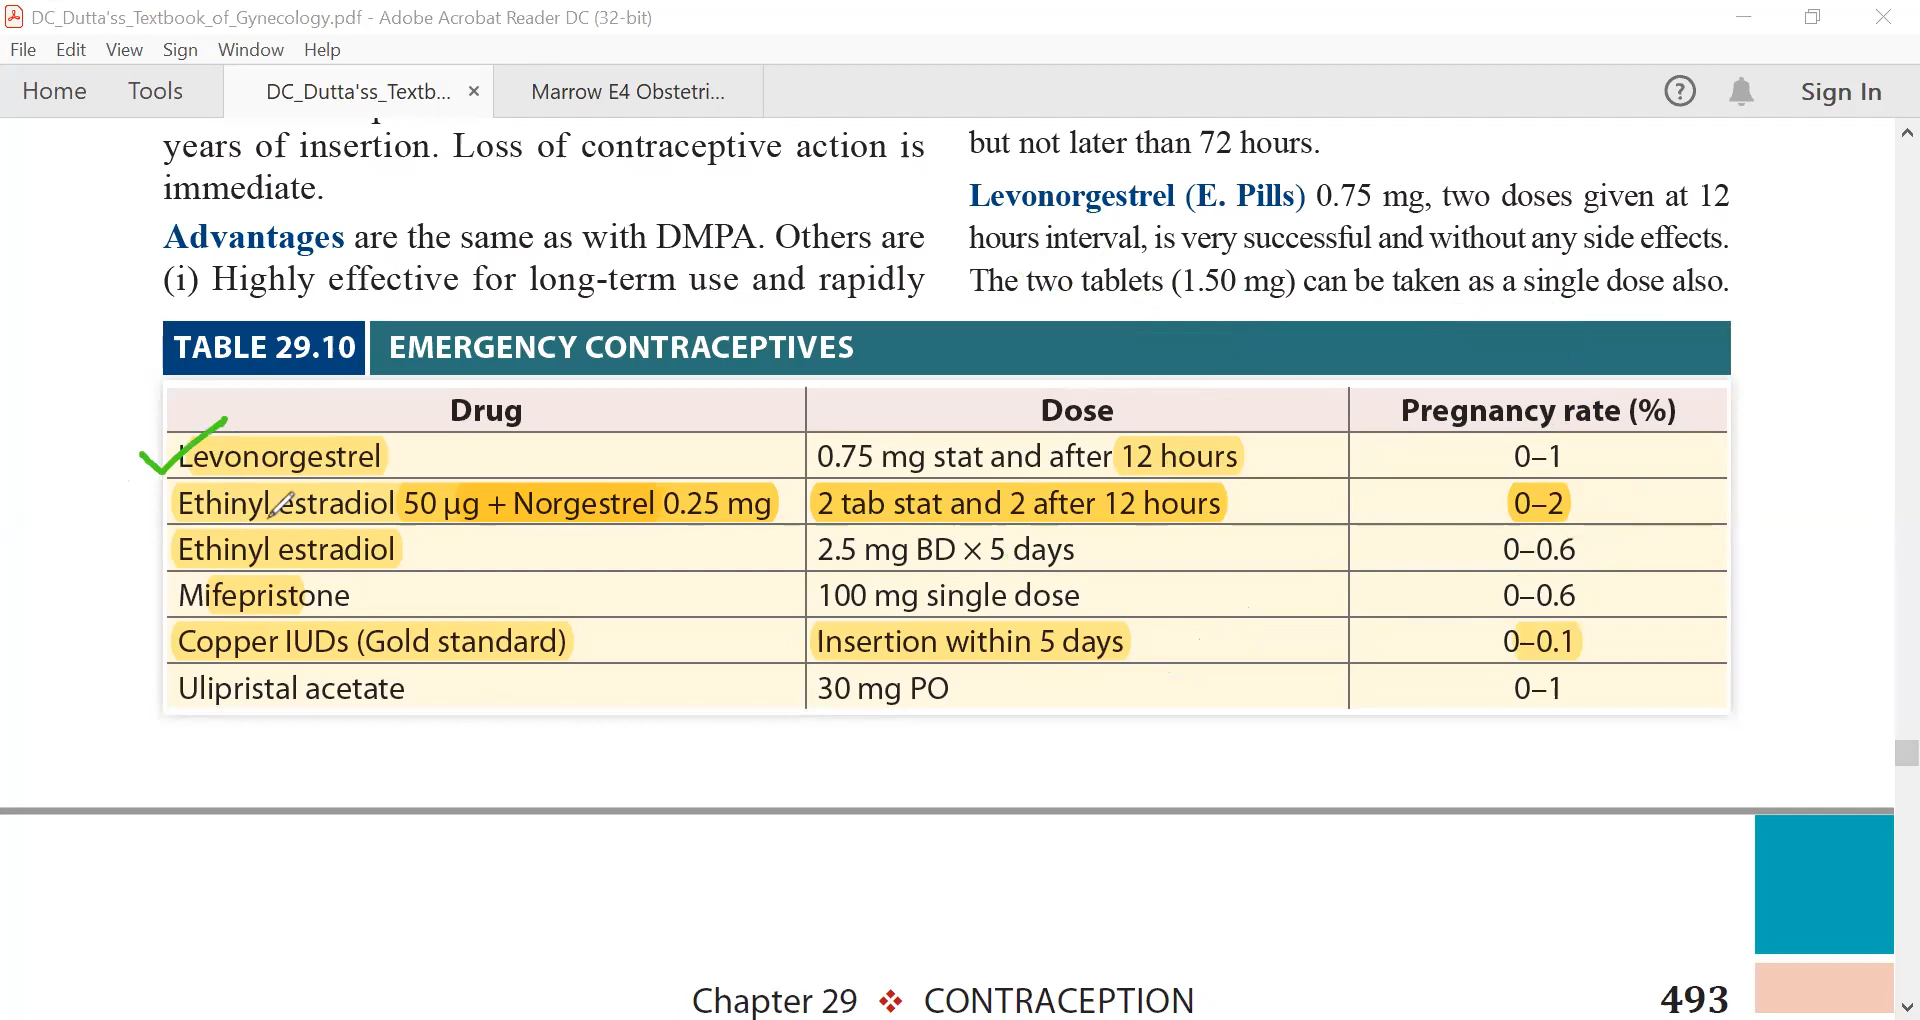 DC_Dutta'ss_Textbook_of_Gynecology.pdf - Adobe Acrobat Reader DC (32-bit)
File Edit View Sign Window Help
Home Tools DC_Dutta'ss_Textb... × Marrow E4 Obstetri... ? Sign In
years of insertion. Loss of contraceptive action is
immediate.
Advantages are the same as with DMPA. Others are
(i) Highly effective for long-term use and rapidly
but not later than 72 hours.
Levonorgestrel (E. Pills) 0.75 mg, two doses given at 12
hours interval, is very successful and without any side effects.
The two tablets (1.50 mg) can be taken as a single dose also.
TABLE 29.10 EMERGENCY CONTRACEPTIVES
Drug Dose Pregnancy rate (%)
Levonorgestrel 0.75 mg stat and after 12 hours 0–1
Ethinyl estradiol 50 µg + Norgestrel 0.25 mg 2 tab stat and 2 after 12 hours 0–2
Ethinyl estradiol 2.5 mg BD × 5 days 0–0.6
Mifepristone 100 mg single dose 0–0.6
Copper IUDs (Gold standard) Insertion within 5 days 0–0.1
Ulipristal acetate 30 mg PO 0–1
Chapter 29 ❖ CONTRACEPTION 493